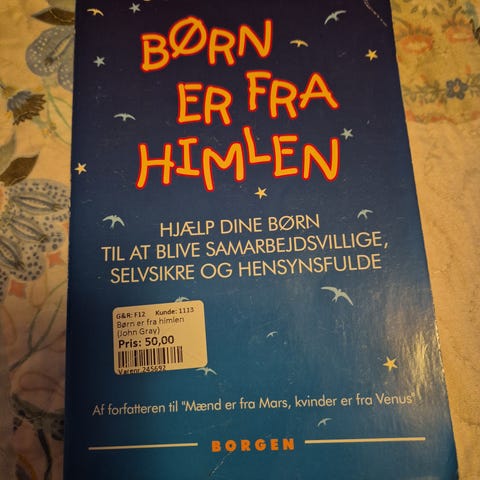 BØRN
ER FRA
HIMLEN
HJÆLP DINE BØRN
TIL AT BLIVE SAMARBEJDSVILLIGE,
SELVSIKRE OG HENSYNSFULDE
G&R: F12 Kunde: 1113
Børn er fra himlen
(John Gray)
Pris: 50,00
Varenr.245692
Af forfatteren til "Mænd er fra Mars, kvinder er fra Venus"
BORGEN